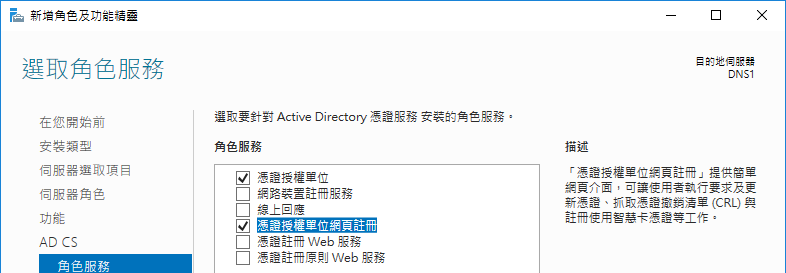 新增角色及功能精靈
選取角色服務
目的地伺服器
DNS1
在您開始前
安裝類型
伺服器選取項目
伺服器角色
功能
AD CS
角色服務
選取要針對 Active Directory 憑證服務 安裝的角色服務。
角色服務
憑證授權單位
網路裝置註冊服務
線上回應
憑證授權單位網頁註冊
憑證註冊 Web 服務
憑證註冊原則 Web 服務
描述
「憑證授權單位網頁註冊」提供簡單
網頁介面，可讓使用者執行要求及更
新憑證、抓取憑證撤銷清單 (CRL) 與
註冊使用智慧卡憑證等工作。